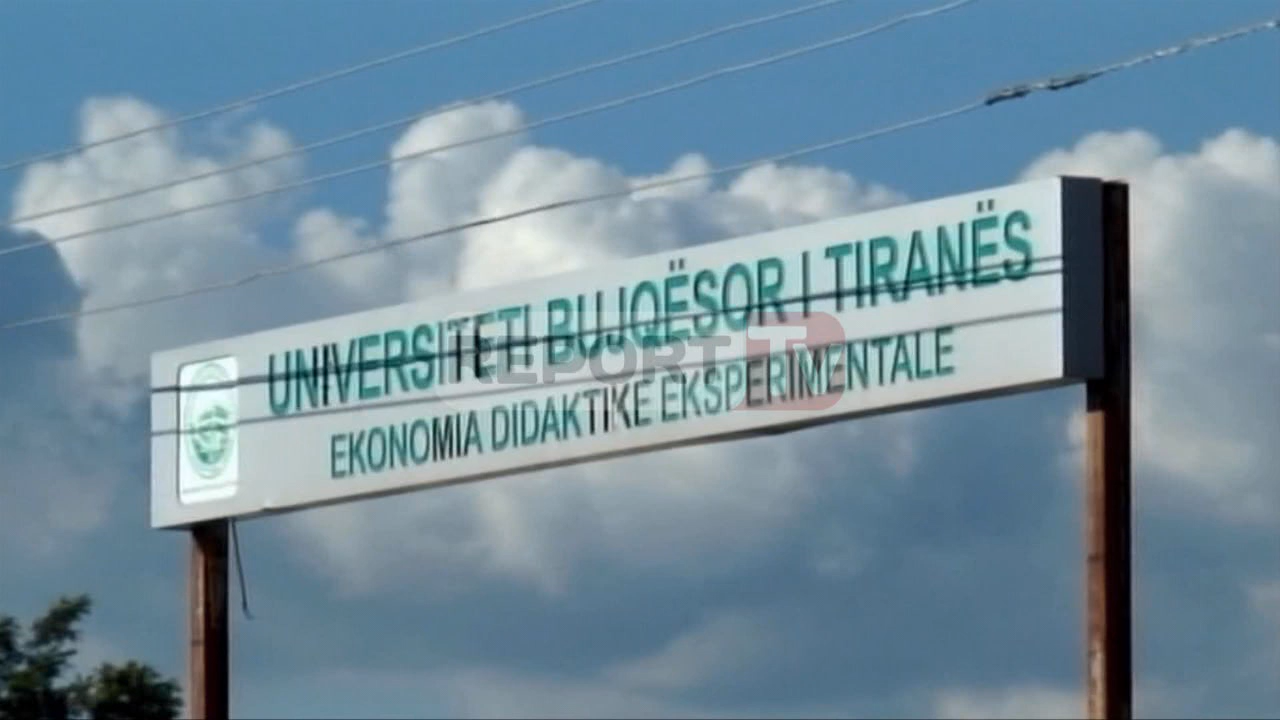 UNIVERSITETI BUJQËSOR I TIRANËS
REPORT TV
EKONOMIA DIDAKTIKE EKSPERIMENTALE